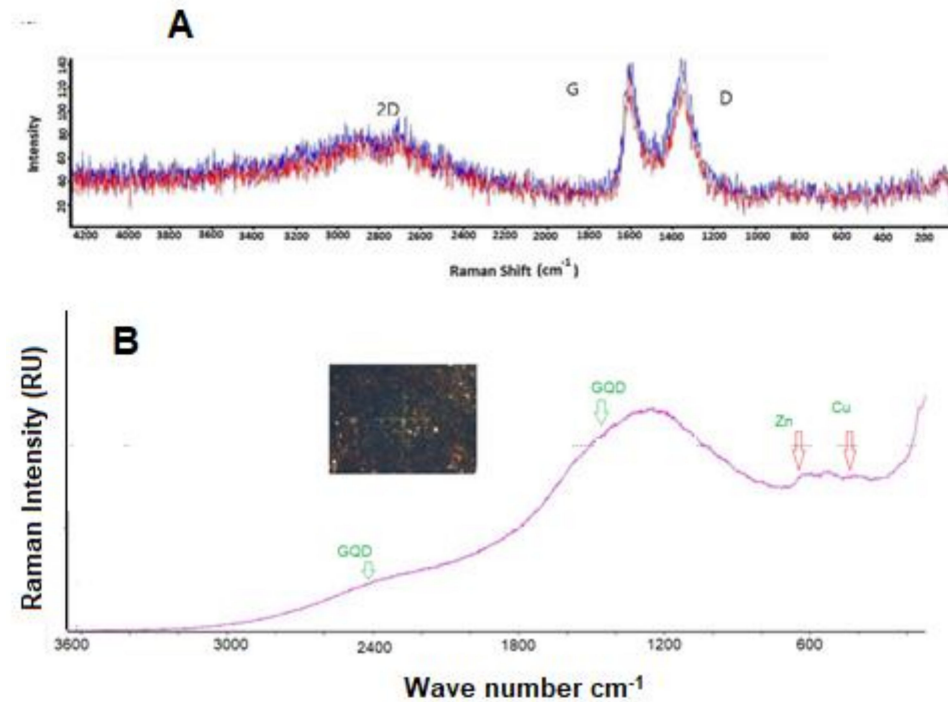 A
140
120
100
80
60
40
20
Intensity
2D
G
D
4200 4000 3800 3600 3400 3200 3000 2800 2600 2400 2200 2000 1800 1600 1400 1200 1000 800 600 400 200
Raman Shift (cm-1)
B
Raman Intensity (RU)
GQD
GQD
Zn
Cu
3600 3000 2400 1800 1200 600
Wave number cm-1